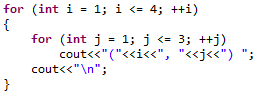 for (int i = 1; i <= 4; ++i)
{
    for (int j = 1; j <= 3; ++j)
        cout<<"("<<i<<", "<<j<<") ";
    cout<<"\n";
}